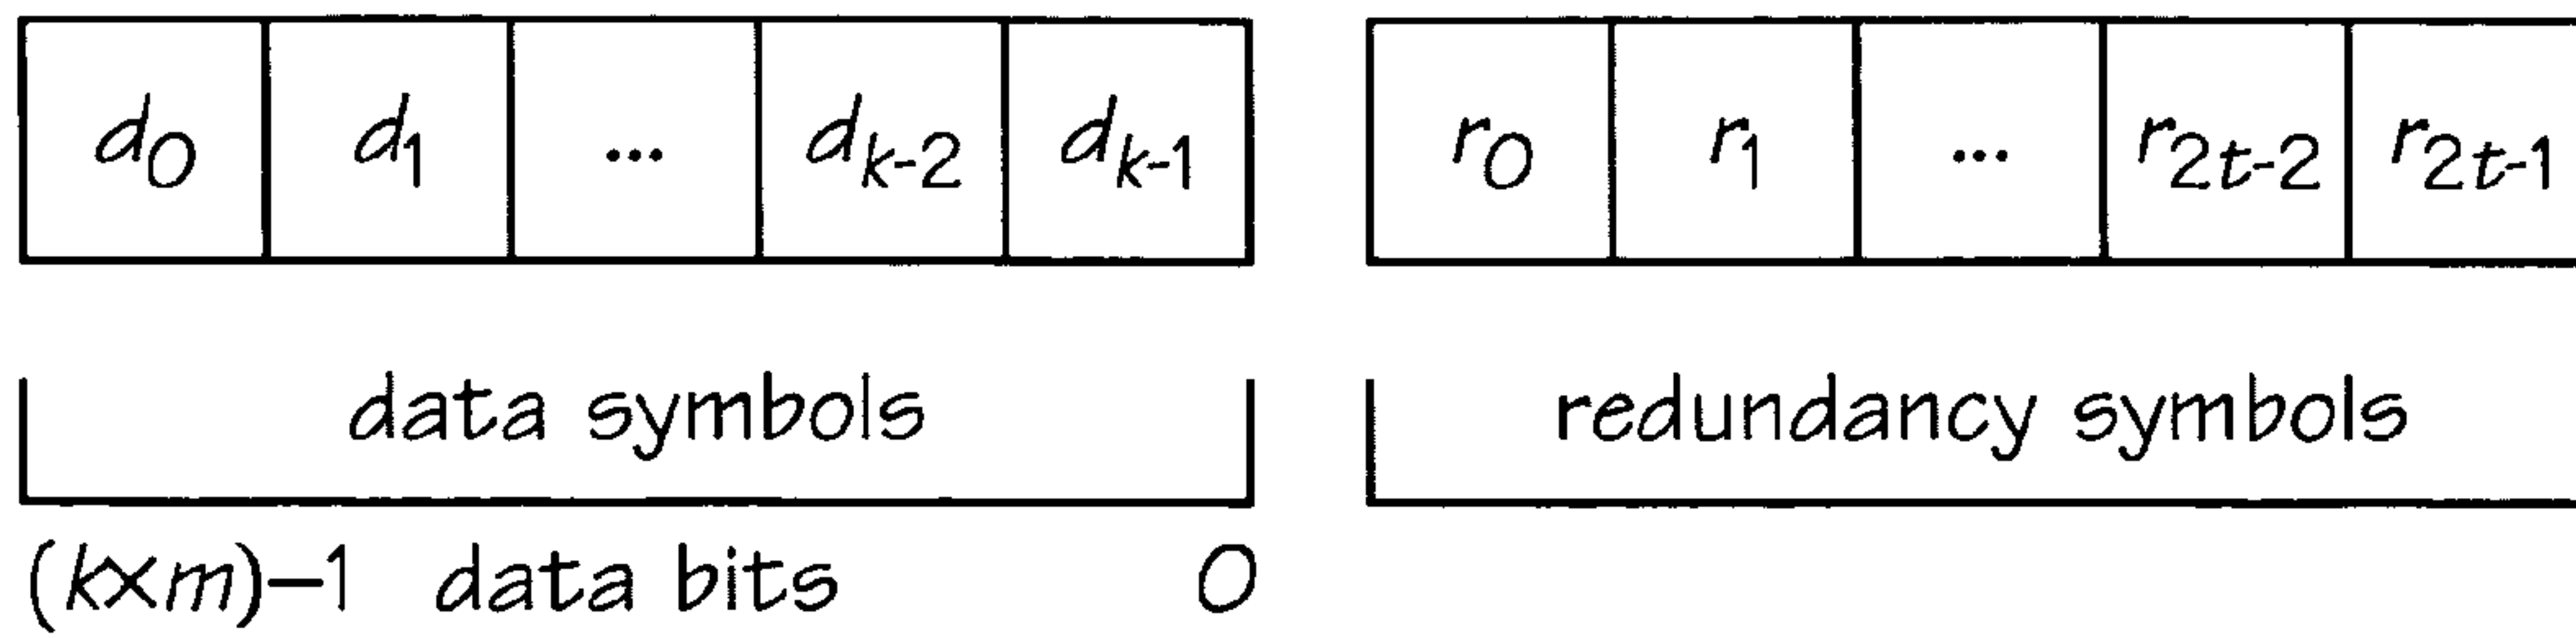 d0 d1 ... dk-2 dk-1 r0 r1 ... r2t-2 r2t-1
data symbols redundancy symbols
(k×m)–1 data bits 0